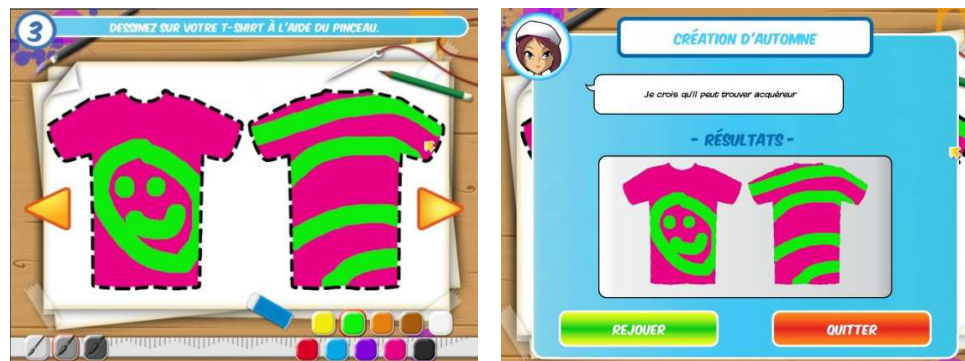 3
DESSINEZ SUR VOTRE T-SHIRT À L'AIDE DU PINCEAU.
CRÉATION D'AUTOMNE
Je crois qu'il peut trouver acquéreur
- RÉSULTATS -
REJOUER
QUITTER